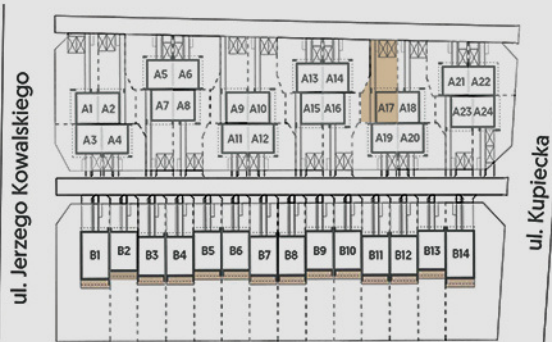 ul. Jerzego Kowalskiego
A5 A6
A13 A14
A21 A22
A1 A2
A7 A8
A9 A10
A15 A16
A17 A18
A23 A24
A3 A4
A11 A12
A19 A20
ul. Kupiecka
B1 B2 B3 B4 B5 B6 B7 B8 B9 B10 B11 B12 B13 B14